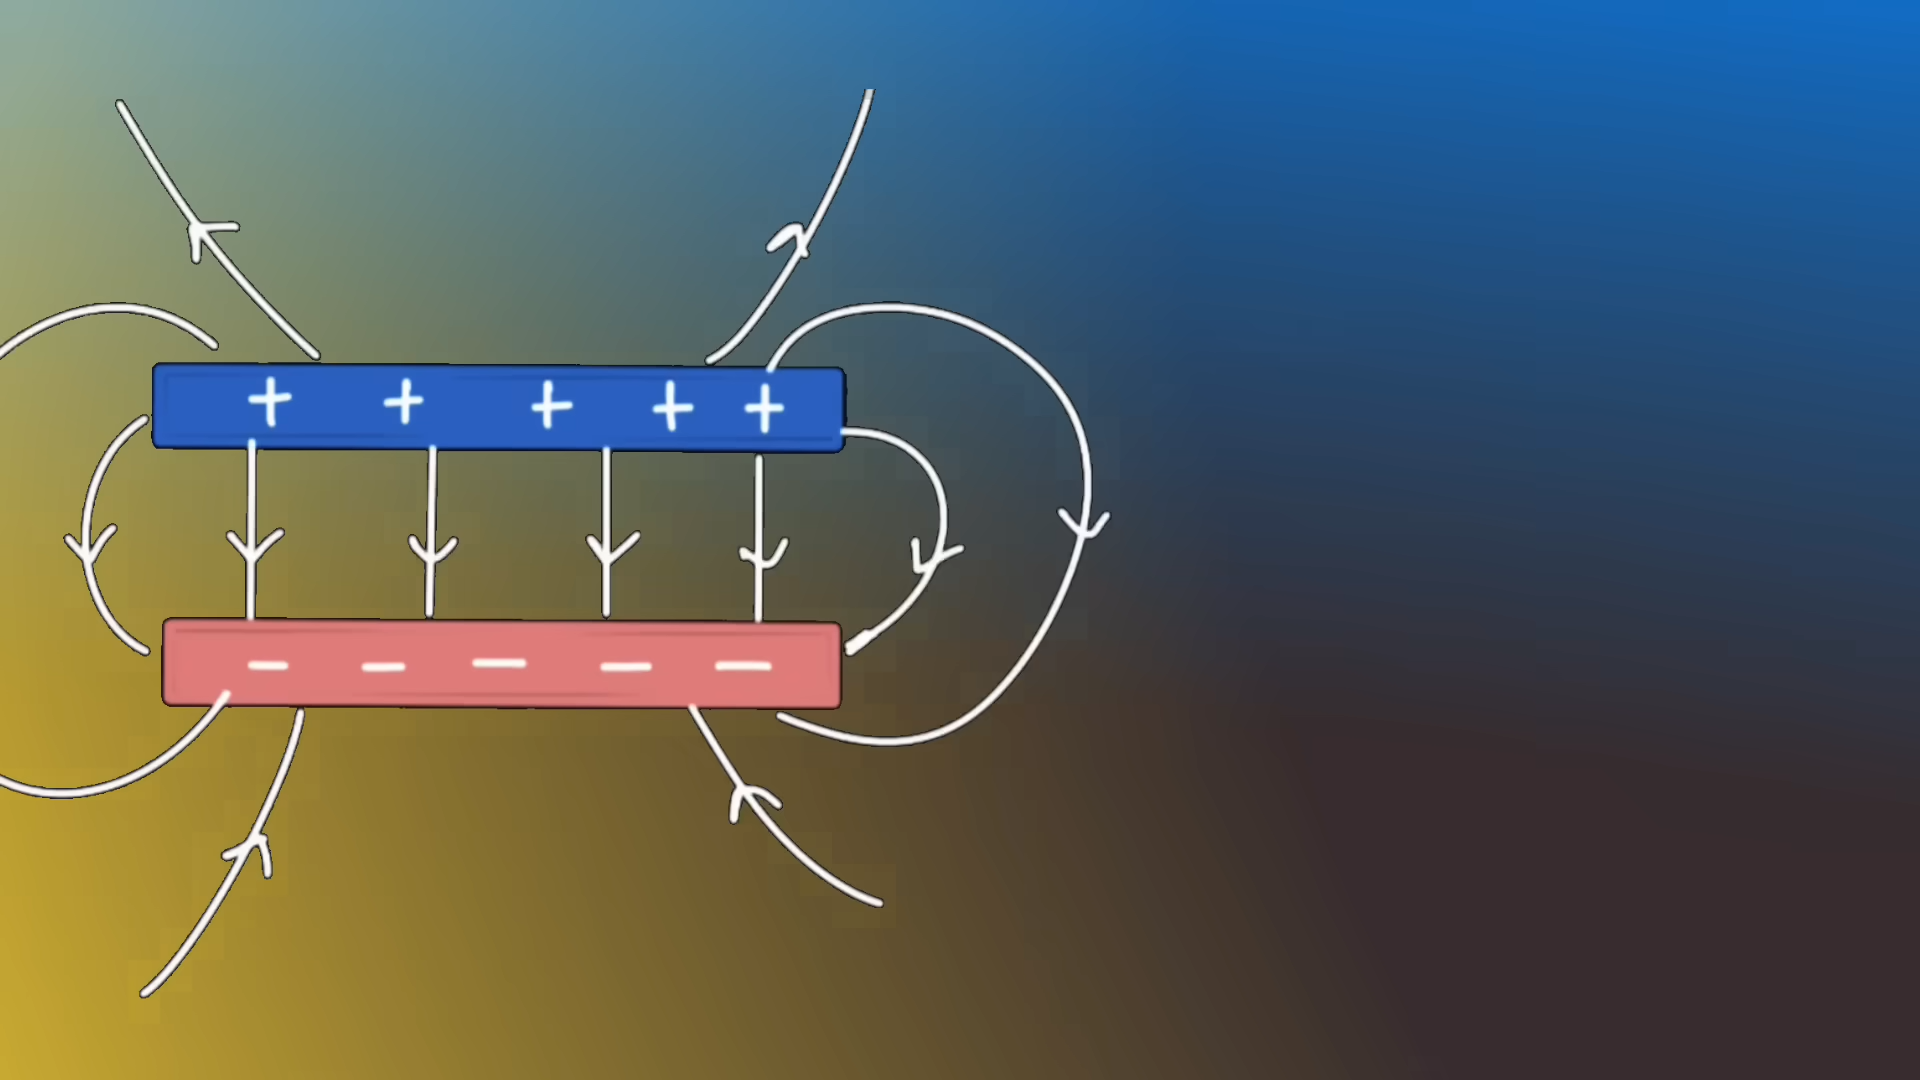 + + + + +
− − − − −